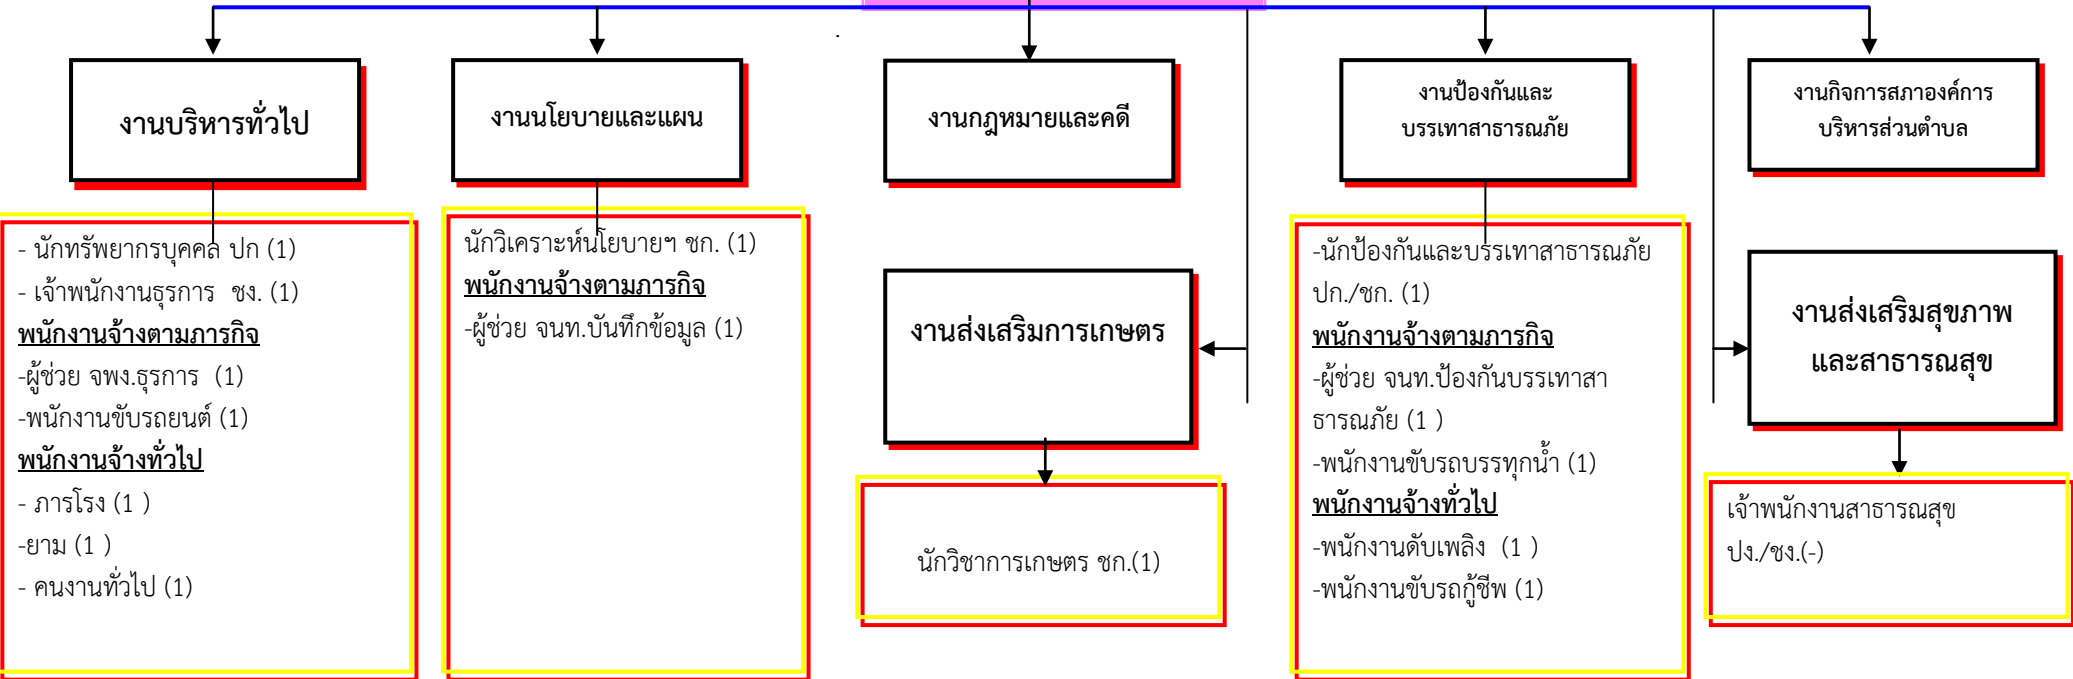 งานบริหารทั่วไป
งานนโยบายและแผน
งานกฎหมายและคดี
งานป้องกันและ
บรรเทาสาธารณภัย
งานกิจการสภาองค์การ
บริหารส่วนตำบล
- นักทรัพยากรบุคคล ปก (1)
- เจ้าพนักงานธุรการ  ชง. (1)
พนักงานจ้างตามภารกิจ
-ผู้ช่วย จพง.ธุรการ  (1)
-พนักงานขับรถยนต์ (1)
พนักงานจ้างทั่วไป
- ภารโรง (1 )
-ยาม (1 )
- คนงานทั่วไป (1)
นักวิเคราะห์นโยบายฯ ชก. (1)
พนักงานจ้างตามภารกิจ
-ผู้ช่วย จนท.บันทึกข้อมูล (1)
งานส่งเสริมการเกษตร
นักวิชาการเกษตร ชก.(1)
-นักป้องกันและบรรเทาสาธารณภัย
ปก./ชก. (1)
พนักงานจ้างตามภารกิจ
-ผู้ช่วย จนท.ป้องกันบรรเทาสา
ธารณภัย (1 )
-พนักงานขับรถบรรทุกน้ำ (1)
พนักงานจ้างทั่วไป
-พนักงานดับเพลิง  (1 )
-พนักงานขับรถกู้ชีพ (1)
งานส่งเสริมสุขภาพ
และสาธารณสุข
เจ้าพนักงานสาธารณสุข
ปง./ชง.(-)